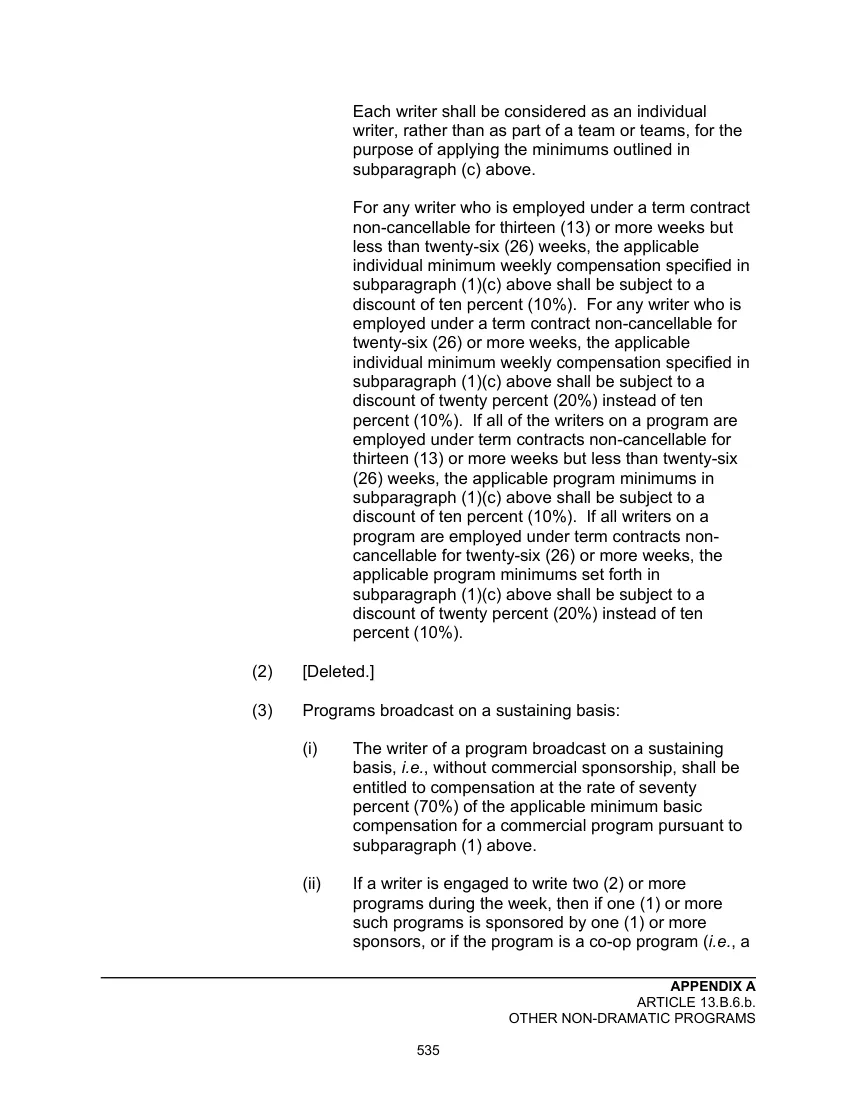 Each writer shall be considered as an individual
writer, rather than as part of a team or teams, for the
purpose of applying the minimums outlined in
subparagraph (c) above.
For any writer who is employed under a term contract
non-cancellable for thirteen (13) or more weeks but
less than twenty-six (26) weeks, the applicable
individual minimum weekly compensation specified in
subparagraph (1)(c) above shall be subject to a
discount of ten percent (10%).  For any writer who is
employed under a term contract non-cancellable for
twenty-six (26) or more weeks, the applicable
individual minimum weekly compensation specified in
subparagraph (1)(c) above shall be subject to a
discount of twenty percent (20%) instead of ten
percent (10%).  If all of the writers on a program are
employed under term contracts non-cancellable for
thirteen (13) or more weeks but less than twenty-six
(26) weeks, the applicable program minimums in
subparagraph (1)(c) above shall be subject to a
discount of ten percent (10%).  If all writers on a
program are employed under term contracts non-
cancellable for twenty-six (26) or more weeks, the
applicable program minimums set forth in
subparagraph (1)(c) above shall be subject to a
discount of twenty percent (20%) instead of ten
percent (10%).
(2) [Deleted.]
(3) Programs broadcast on a sustaining basis:
(i) The writer of a program broadcast on a sustaining
basis, i.e., without commercial sponsorship, shall be
entitled to compensation at the rate of seventy
percent (70%) of the applicable minimum basic
compensation for a commercial program pursuant to
subparagraph (1) above.
(ii) If a writer is engaged to write two (2) or more
programs during the week, then if one (1) or more
such programs is sponsored by one (1) or more
sponsors, or if the program is a co-op program (i.e., a
APPENDIX A
ARTICLE 13.B.6.b.
OTHER NON-DRAMATIC PROGRAMS
535